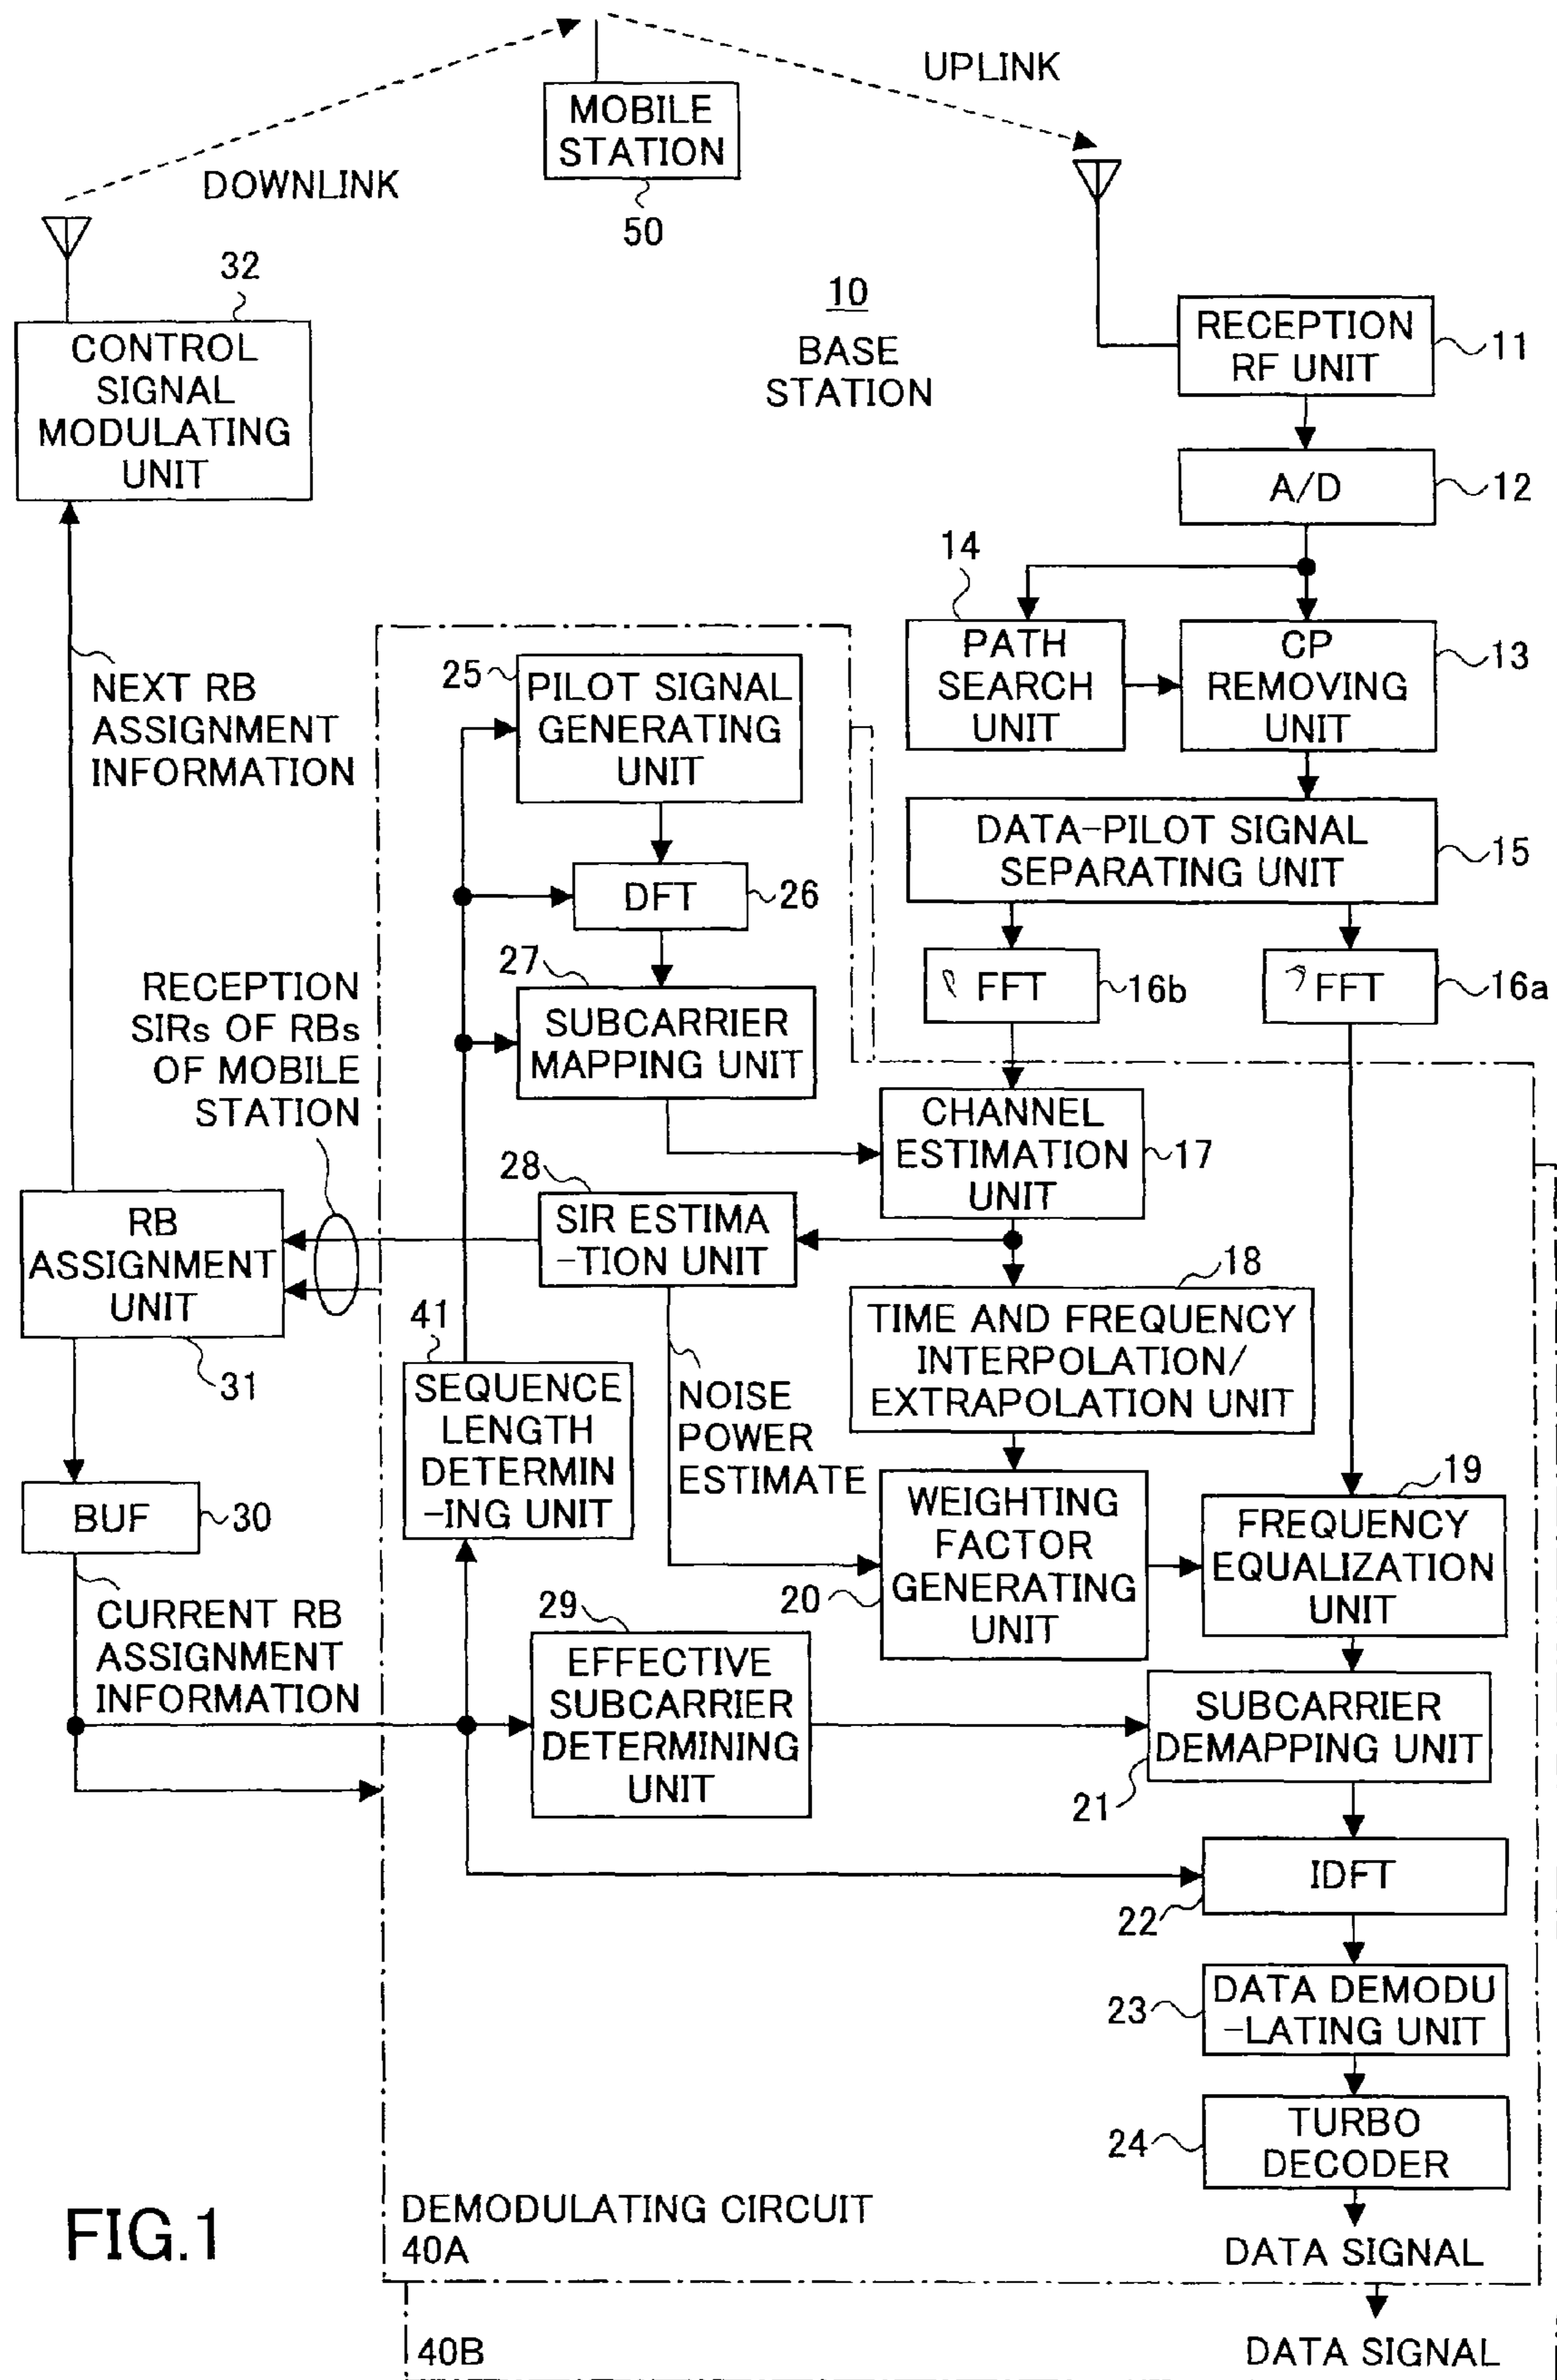 UPLINK
MOBILE
STATION
50
DOWNLINK
32
CONTROL
SIGNAL
MODULATING
UNIT
10
BASE
STATION
RECEPTION
RF UNIT
11
A/D
12
14
PATH
SEARCH
UNIT
CP
REMOVING
UNIT
13
25
PILOT SIGNAL
GENERATING
UNIT
NEXT RB
ASSIGNMENT
INFORMATION
DATA-PILOT SIGNAL
SEPARATING UNIT
15
DFT
26
27
SUBCARRIER
MAPPING UNIT
FFT
16b
FFT
16a
RECEPTION
SIRs OF RBs
OF MOBILE
STATION
CHANNEL
ESTIMATION
UNIT
17
28
SIR ESTIMA
-TION UNIT
RB
ASSIGNMENT
UNIT
31
18
TIME AND FREQUENCY
INTERPOLATION/
EXTRAPOLATION UNIT
41
SEQUENCE
LENGTH
DETERMIN
-ING UNIT
NOISE
POWER
ESTIMATE
BUF
30
WEIGHTING
FACTOR
GENERATING
UNIT
20
19
FREQUENCY
EQUALIZATION
UNIT
CURRENT RB
ASSIGNMENT
INFORMATION
29
EFFECTIVE
SUBCARRIER
DETERMINING
UNIT
SUBCARRIER
DEMAPPING UNIT
21
IDFT
22
DATA DEMODU
-LATING UNIT
23
TURBO
DECODER
24
FIG.1
DEMODULATING CIRCUIT
40A
DATA SIGNAL
40B
DATA SIGNAL